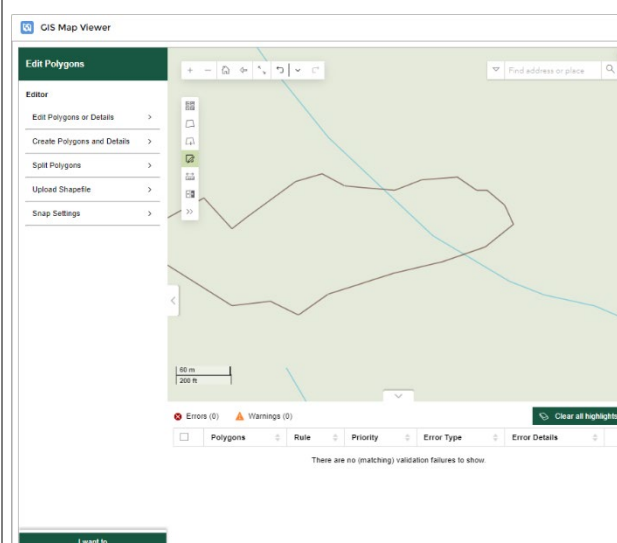 GIS Map Viewer
Edit Polygons
Find address or place
Editor
Edit Polygons or Details
Create Polygons and Details
Split Polygons
Upload Shapefile
Snap Settings
60 m
200 ft
Errors (0) Warnings (0) Clear all highlights
Polygons Rule Priority Error Type Error Details
There are no (matching) validation failures to show
I want to